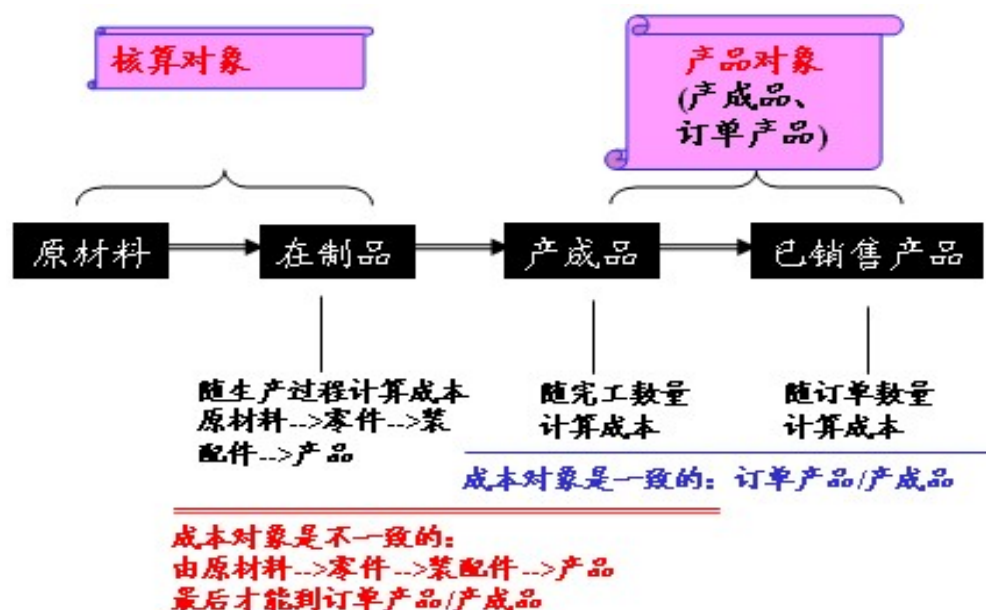 核算对象
产品对象
(产成品、
订单产品)
原材料
在制品
产成品
已销售产品
随生产过程计算成本
原材料-->零件-->装
配件-->产品
随完工数量
计算成本
随订单数量
计算成本
成本对象是一致的：订单产品/产成品
成本对象是不一致的：
由原材料-->零件-->装配件-->产品
最后才能到订单产品/产成品